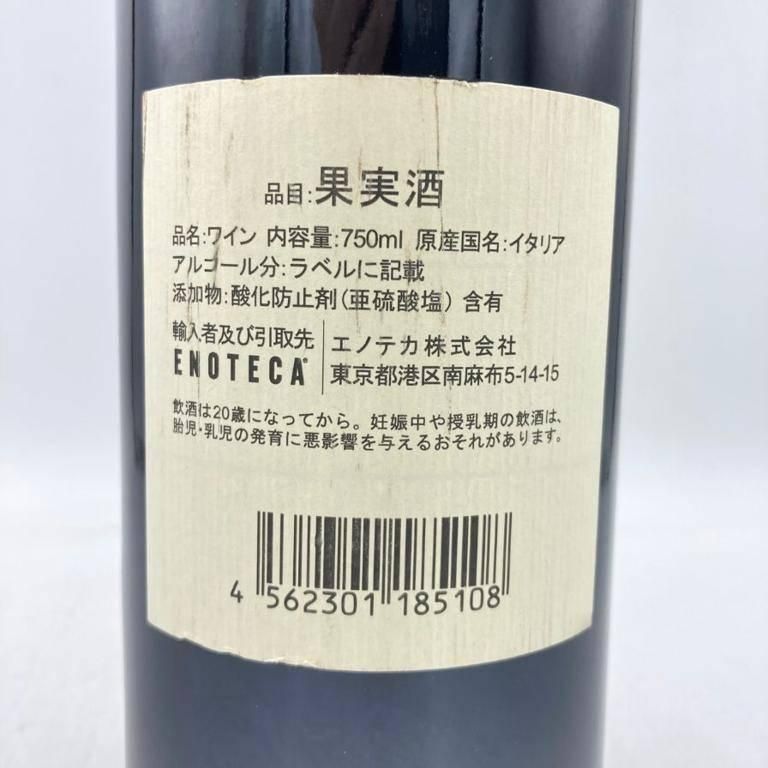 品目:果実酒
品名:ワイン 内容量:750ml 原産国名:イタリア
アルコール分:ラベルに記載
添加物:酸化防止剤(亜硫酸塩) 含有
輸入者及び引取先
ENOTECA®
エノテカ株式会社
東京都港区南麻布5-14-15
飲酒は20歳になってから。妊娠中や授乳期の飲酒は、
胎児・乳児の発育に悪影響を与えるおそれがあります。
4 562301 185108